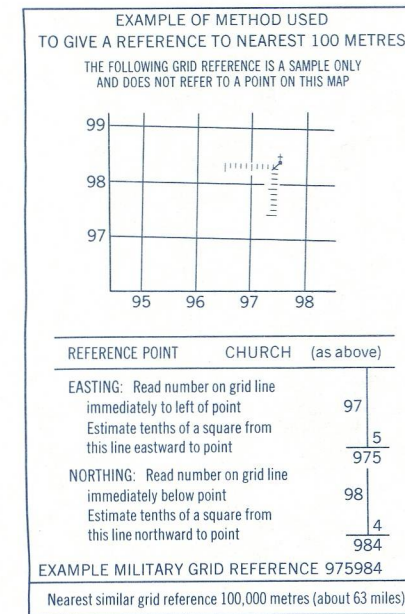 EXAMPLE OF METHOD USED
TO GIVE A REFERENCE TO NEAREST 100 METRES
THE FOLLOWING GRID REFERENCE IS A SAMPLE ONLY
AND DOES NOT REFER TO A POINT ON THIS MAP
99
98
97
95 96 97 98
REFERENCE POINT CHURCH (as above)
EASTING: Read number on grid line
immediately to left of point 97
Estimate tenths of a square from
this line eastward to point 5
975
NORTHING: Read number on grid line
immediately below point 98
Estimate tenths of a square from
this line northward to point 4
984
EXAMPLE MILITARY GRID REFERENCE 975984
Nearest similar grid reference 100,000 metres (about 63 miles)